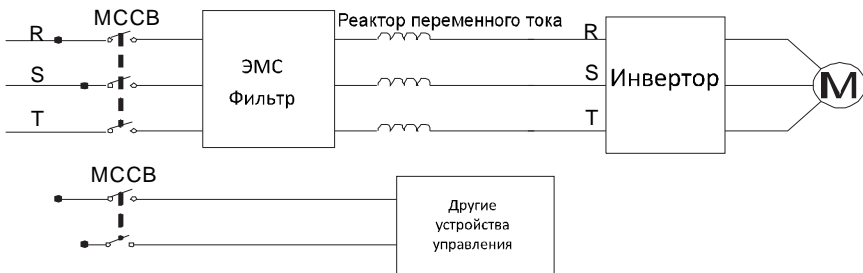 MCCB
Реактор переменного тока
R
R
S
ЭМС
Фильтр
S
Инвертор
M
T
T
MCCB
Другие
устройства
управления